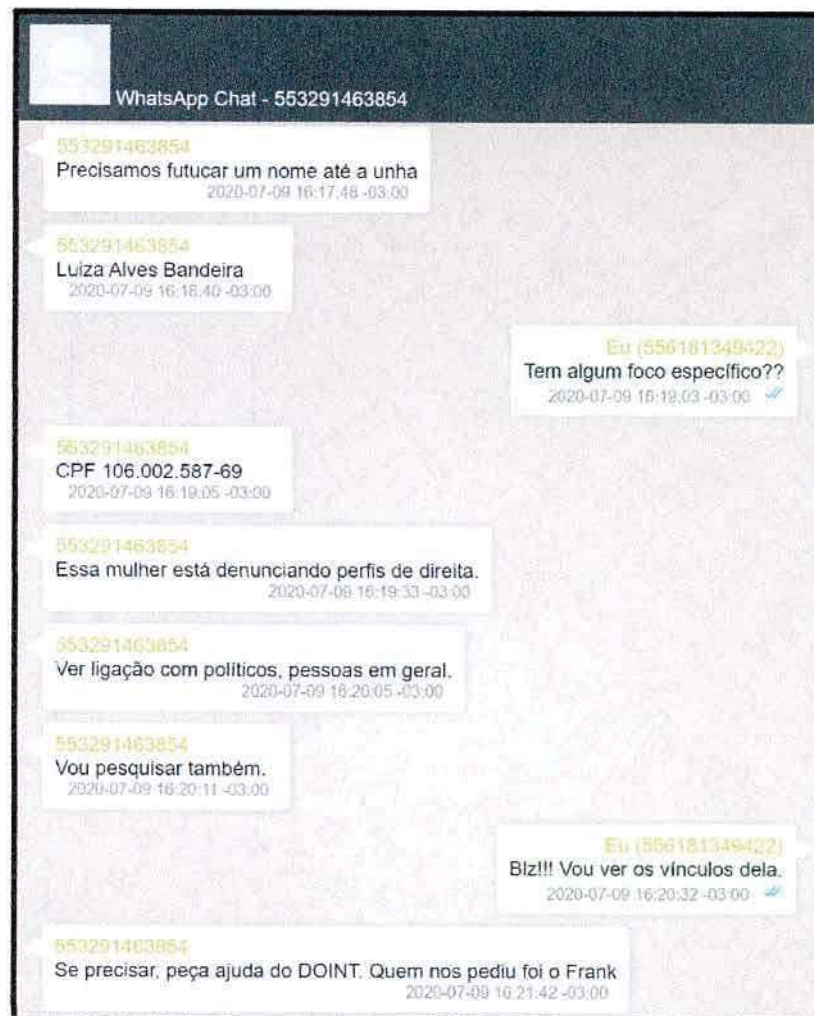 WhatsApp Chat - 553291463854
553291463854
Precisamos futucar um nome até a unha
2020-07-09 16:17:48 -03:00
553291463854
Luiza Alves Bandeira
2020-07-09 16:18:40 -03:00
Eu (556181349422)
Tem algum foco específico??
2020-07-09 16:19:03 -03:00
553291463854
CPF 106.002.587-69
2020-07-09 16:19:05 -03:00
553291463854
Essa mulher está denunciando perfis de direita.
2020-07-09 16:19:33 -03:00
553291463854
Ver ligação com políticos, pessoas em geral.
2020-07-09 16:20:05 -03:00
553291463854
Vou pesquisar também.
2020-07-09 16:20:11 -03:00
Eu (556181349422)
Blz!!! Vou ver os vínculos dela.
2020-07-09 16:20:32 -03:00
553291463854
Se precisar, peça ajuda do DOINT. Quem nos pediu foi o Frank
2020-07-09 16:21:42 -03:00